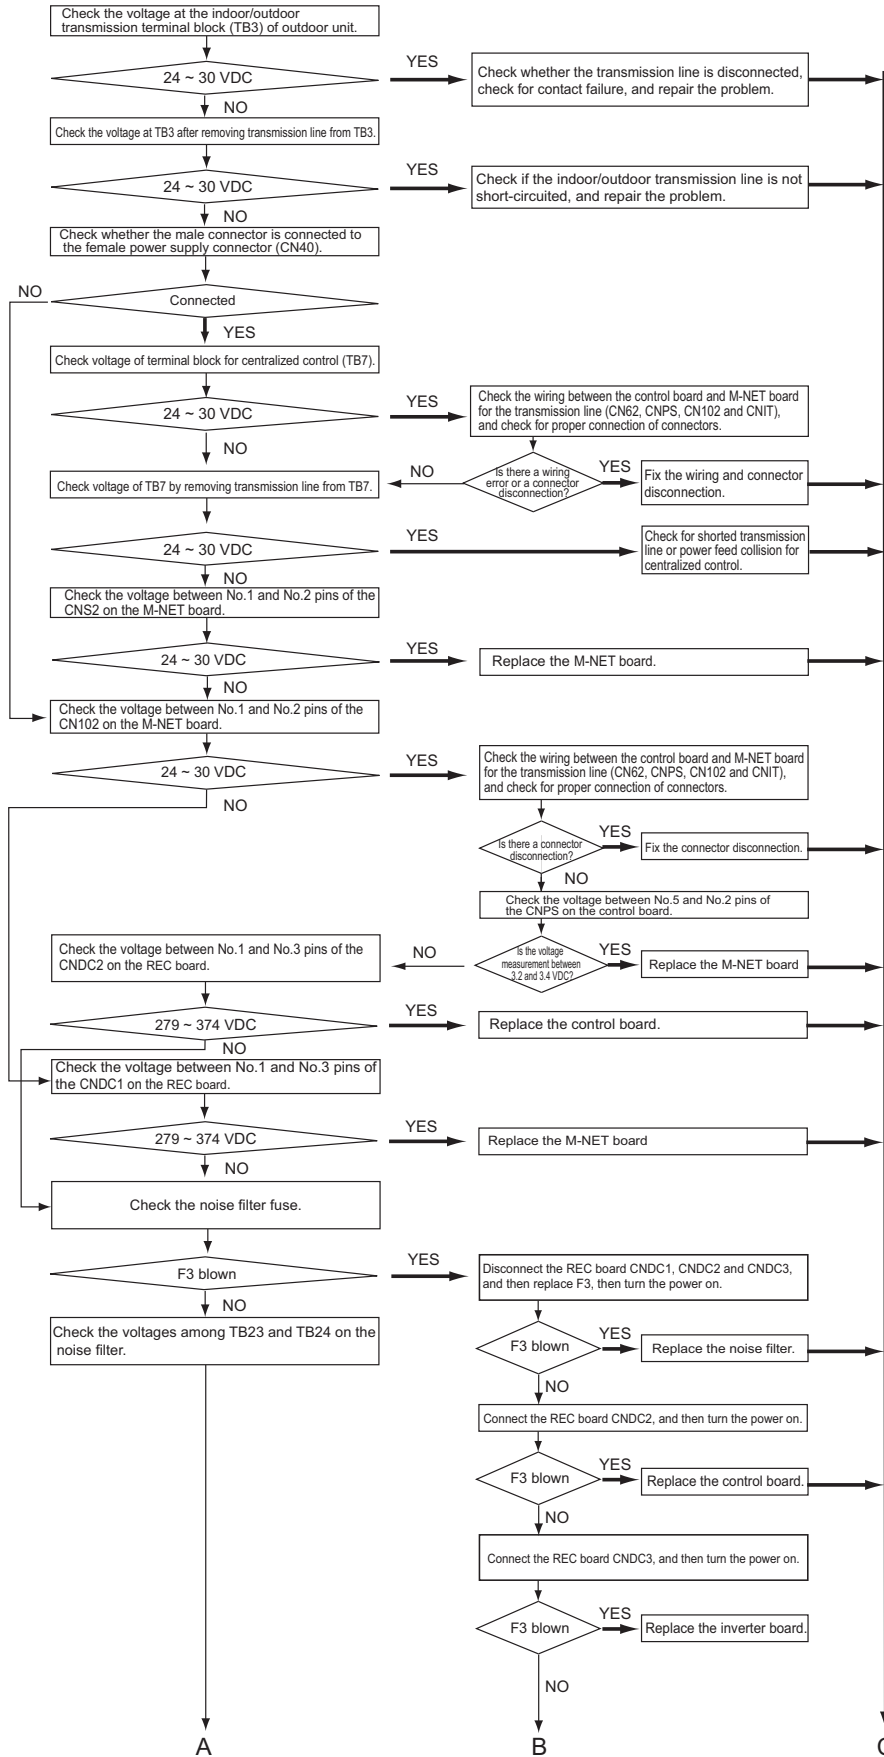 Check the voltage at the indoor/outdoor
transmission terminal block (TB3) of outdoor unit.
24 ~ 30 VDC
YES
Check whether the transmission line is disconnected,
check for contact failure, and repair the problem.
NO
Check the voltage at TB3 after removing transmission line from TB3.
24 ~ 30 VDC
YES
Check if the indoor/outdoor transmission line is not
short-circuited, and repair the problem.
NO
Check whether the male connector is connected to
the female power supply connector (CN40).
NO
Connected
YES
Check voltage of terminal block for centralized control (TB7).
24 ~ 30 VDC
YES
Check the wiring between the control board and M-NET board
for the transmission line (CN62, CNPS, CN102 and CNIT),
and check for proper connection of connectors.
NO
Is there a wiring
error or a connector
disconnection?
YES
Fix the wiring and connector
disconnection.
NO
Check voltage of TB7 by removing transmission line from TB7.
24 ~ 30 VDC
YES
Check for shorted transmission
line or power feed collision for
centralized control.
NO
Check the voltage between No.1 and No.2 pins of the
CNS2 on the M-NET board.
24 ~ 30 VDC
YES
Replace the M-NET board.
NO
Check the voltage between No.1 and No.2 pins of the
CN102 on the M-NET board.
24 ~ 30 VDC
YES
Check the wiring between the control board and M-NET board
for the transmission line (CN62, CNPS, CN102 and CNIT),
and check for proper connection of connectors.
NO
Is there a connector
disconnection?
YES
Fix the connector disconnection.
NO
Check the voltage between No.5 and No.2 pins of
the CNPS on the control board.
Is the voltage
measurement between
3.2 and 3.4 VDC?
YES
Replace the M-NET board
NO
Check the voltage between No.1 and No.3 pins of the
CNDC2 on the REC board.
279 ~ 374 VDC
YES
Replace the control board.
NO
Check the voltage between No.1 and No.3 pins of
the CNDC1 on the REC board.
279 ~ 374 VDC
YES
Replace the M-NET board
NO
Check the noise filter fuse.
F3 blown
YES
Disconnect the REC board CNDC1, CNDC2 and CNDC3,
and then replace F3, then turn the power on.
NO
Check the voltages among TB23 and TB24 on the
noise filter.
F3 blown
YES
Replace the noise filter.
NO
Connect the REC board CNDC2, and then turn the power on.
F3 blown
YES
Replace the control board.
NO
Connect the REC board CNDC3, and then turn the power on.
F3 blown
YES
Replace the inverter board.
NO
A
B